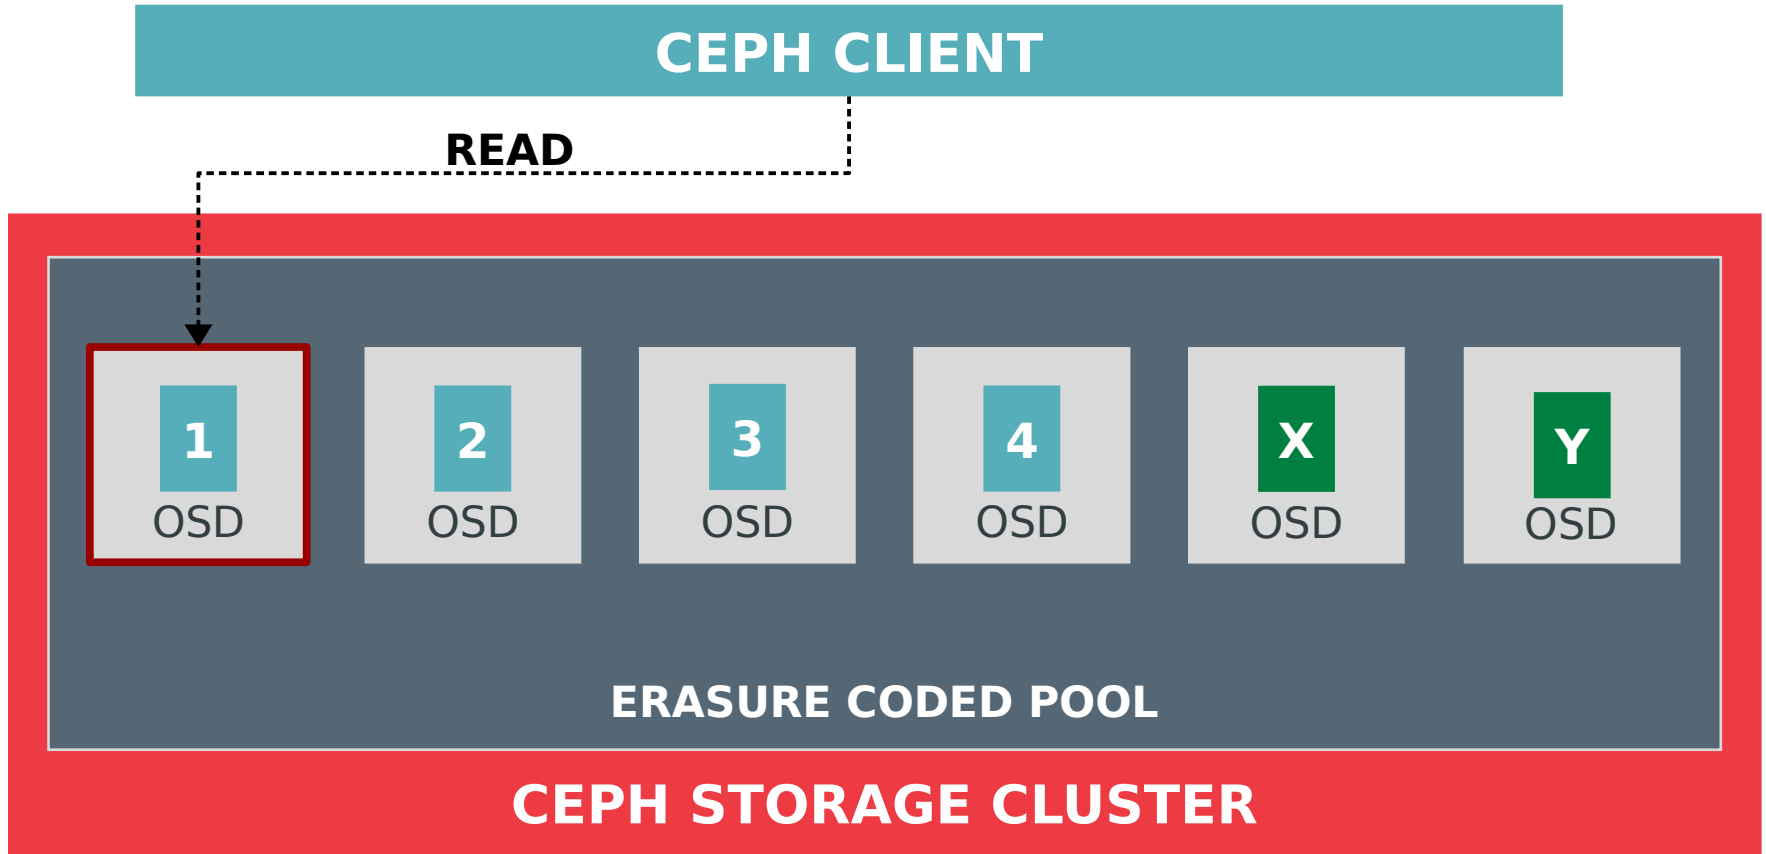 CEPH CLIENT
READ
1 2 3 4 X Y
OSD OSD OSD OSD OSD OSD
ERASURE CODED POOL
CEPH STORAGE CLUSTER